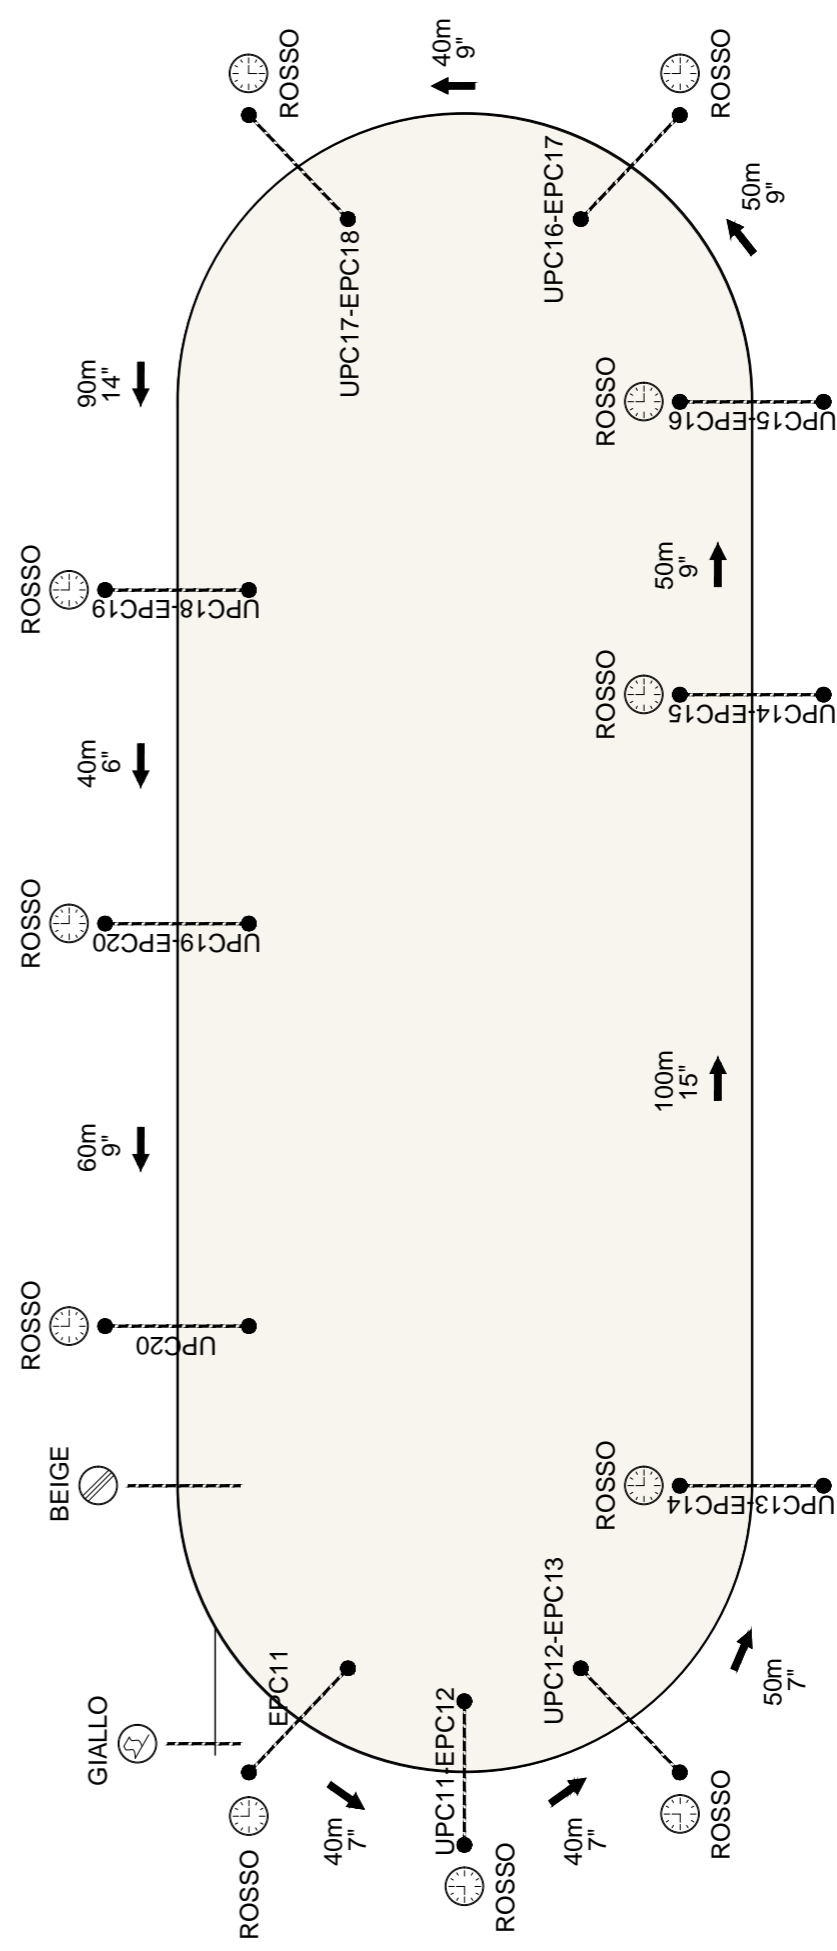 40m
9"
ROSSO
ROSSO
UPC16-EPC17
50m
9"
UPC17-EPC18
90m
14"
ROSSO
UPC15-EPC16
ROSSO
UPC18-EPC19
50m
9"
ROSSO
UPC14-EPC15
40m
6"
ROSSO
UPC19-EPC20
100m
15"
60m
9"
ROSSO
UPC20
BEIGE
ROSSO
UPC13-EPC14
UPC12-EPC13
EPC11
GIALLO
UPC11-EPC12
50m
7"
40m
7"
40m
7"
ROSSO
ROSSO
ROSSO